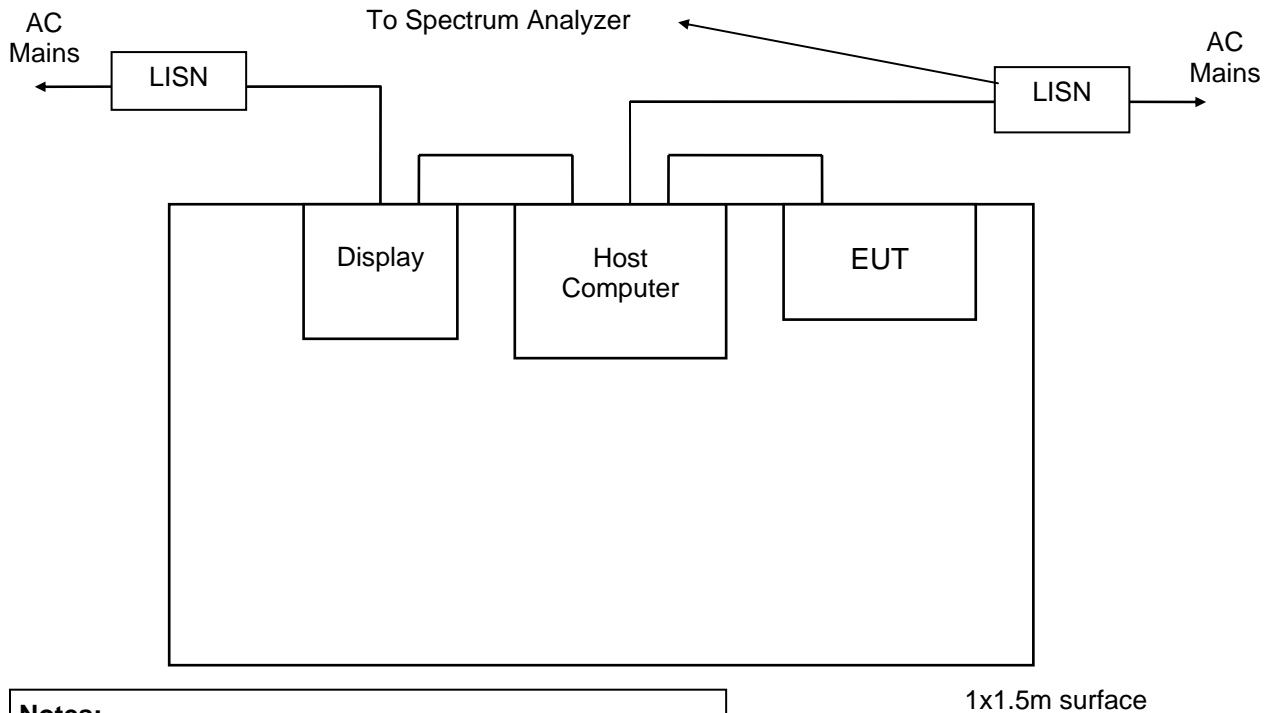 AC
Mains
LISN
To Spectrum Analyzer
LISN
AC
Mains
Display
Host
Computer
EUT
1x1.5m surface
Notes: